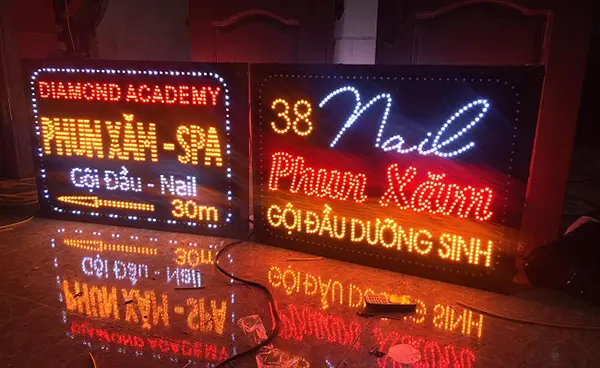 DIAMOND ACADEMY
PHUN XĂM - SPA
Gội Đầu - Nail
30m
38 Nail
Phun Xăm
GỘI ĐẦU DƯỠNG SINH